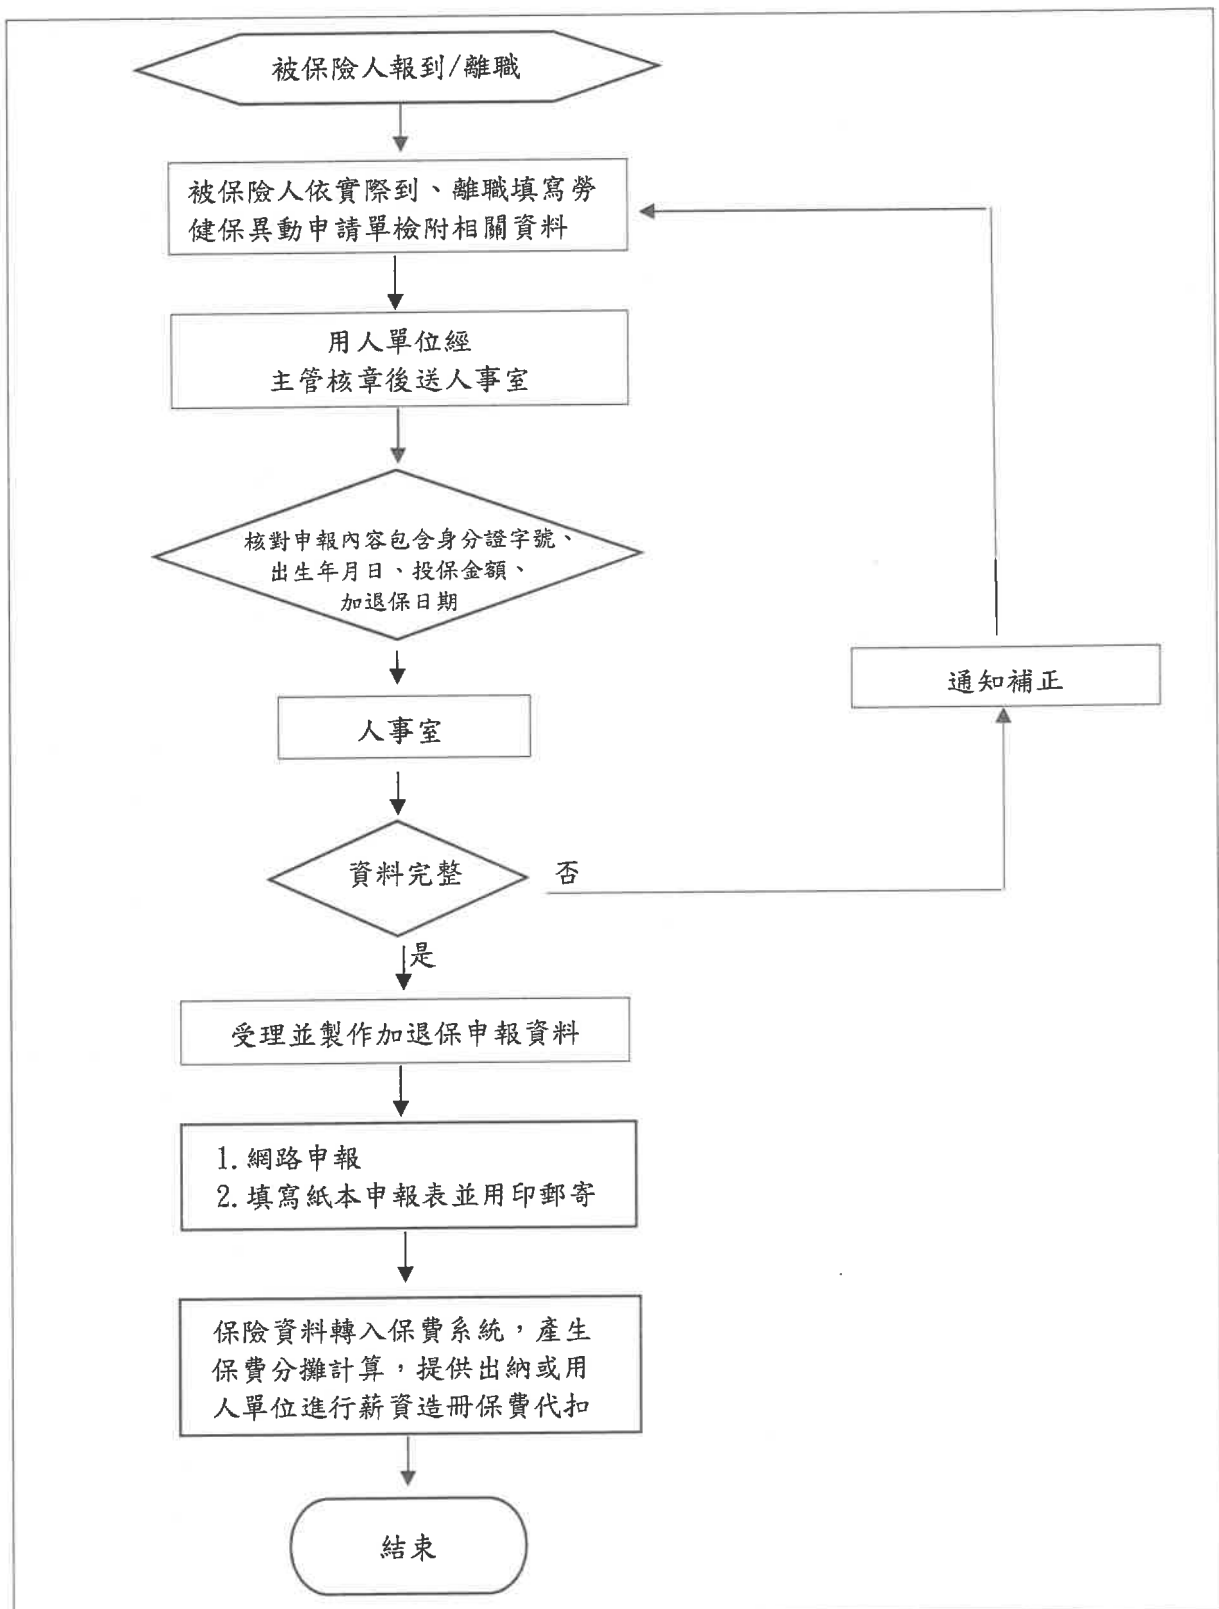 被保險人報到/離職
被保險人依實際到、離職填寫勞
健保異動申請單檢附相關資料
用人單位經
主管核章後送人事室
核對申報內容包含身分證字號、
出生年月日、投保金額、
加退保日期
通知補正
人事室
資料完整
否
是
受理並製作加退保申報資料
1.網路申報
2.填寫紙本申報表並用印郵寄
保險資料轉入保費系統，產生
保費分攤計算，提供出納或用
人單位進行薪資造冊保費代扣
結束